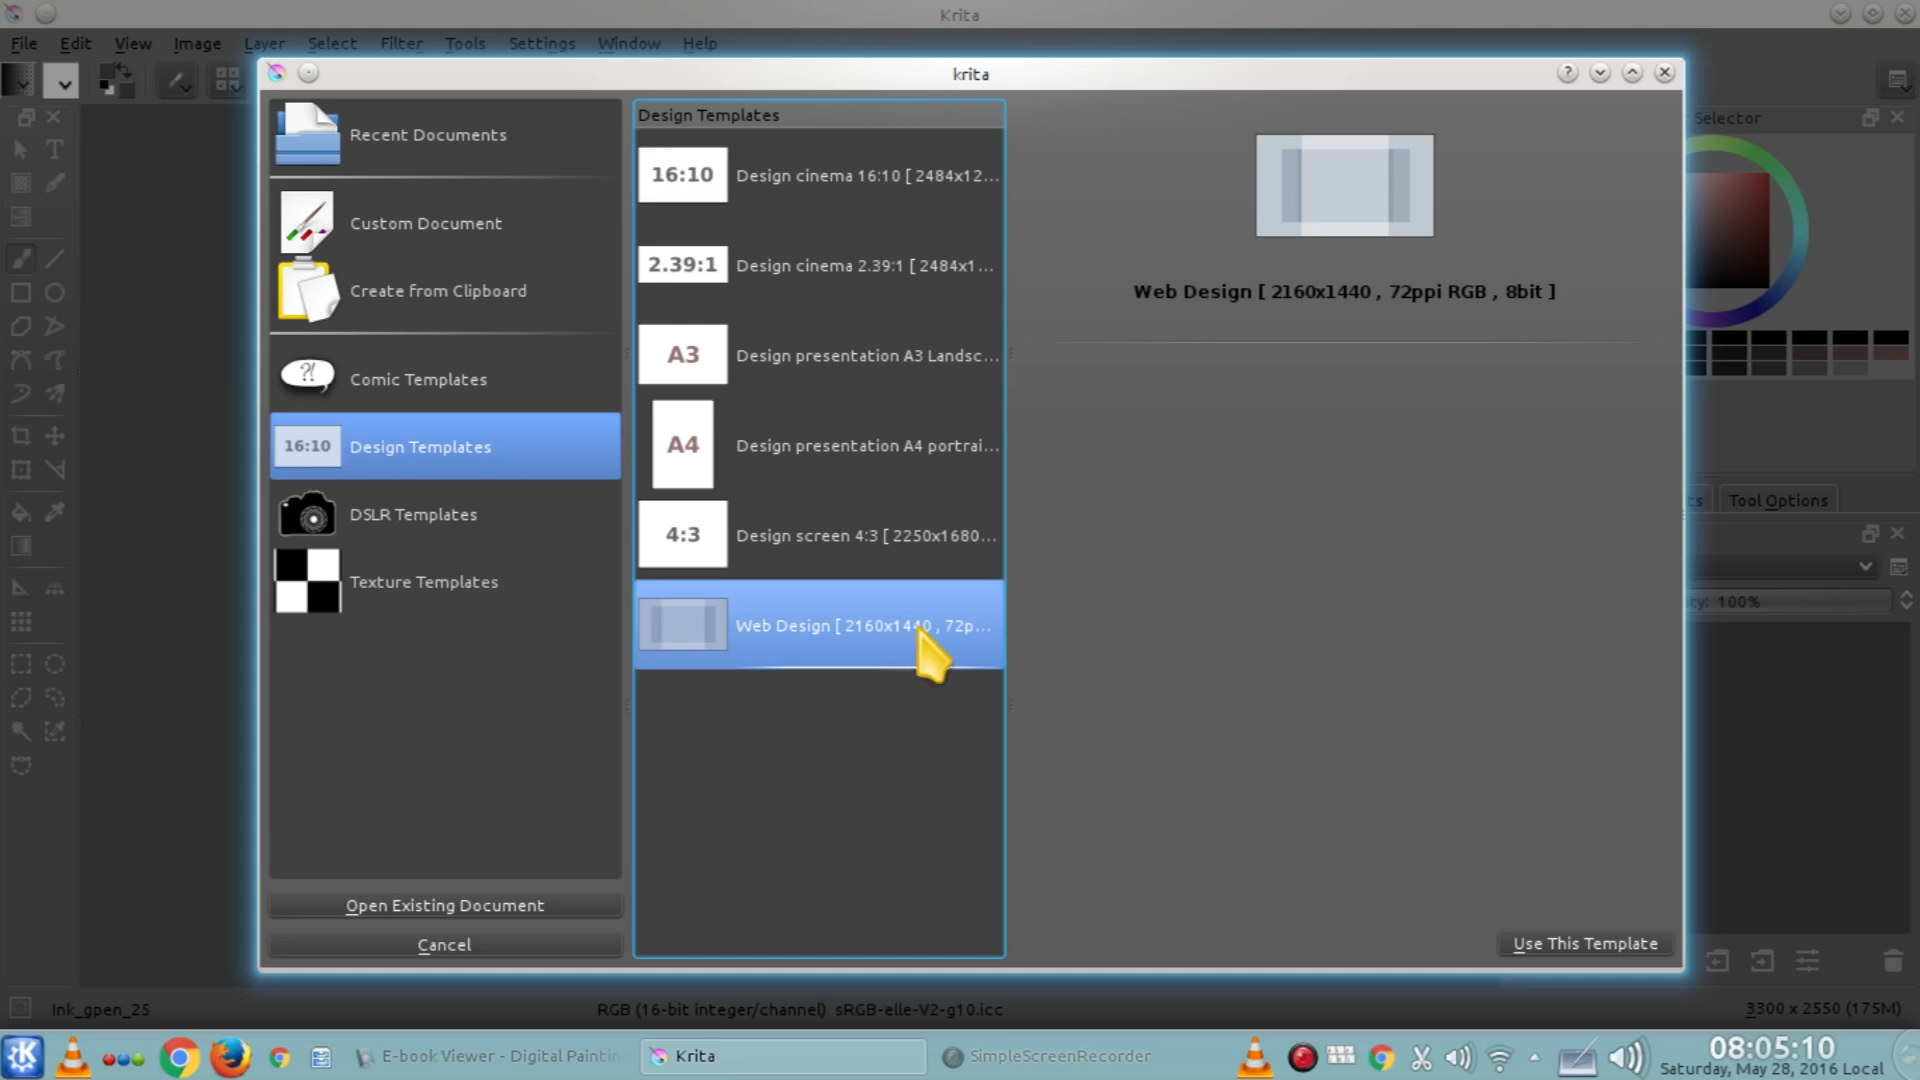 Krita
File Edit View Image Layer Select Filter Tools Settings Window Help
krita
Recent Documents
Custom Document
Create from Clipboard
?!
Comic Templates
16:10
Design Templates
DSLR Templates
Texture Templates
Open Existing Document
Cancel
Design Templates
16:10
Design cinema 16:10 [ 2484x12...
2.39:1
Design cinema 2.39:1 [ 2484x1...
A3
Design presentation A3 Landsc...
A4
Design presentation A4 portrai...
4:3
Design screen 4:3 [ 2250x1680...
Web Design [ 2160x1440 , 72p...
Web Design [ 2160x1440 , 72ppi RGB , 8bit ]
Use This Template
Selector
ts
Tool Options
ty: 100%
Ink_gpen_25
RGB (16-bit integer/channel) sRGB-elle-V2-g10.icc
3300 x 2550 (175M)
E-book Viewer - Digital Paintin
Krita
SimpleScreenRecorder
08:05:10
Saturday, May 28, 2016 Local